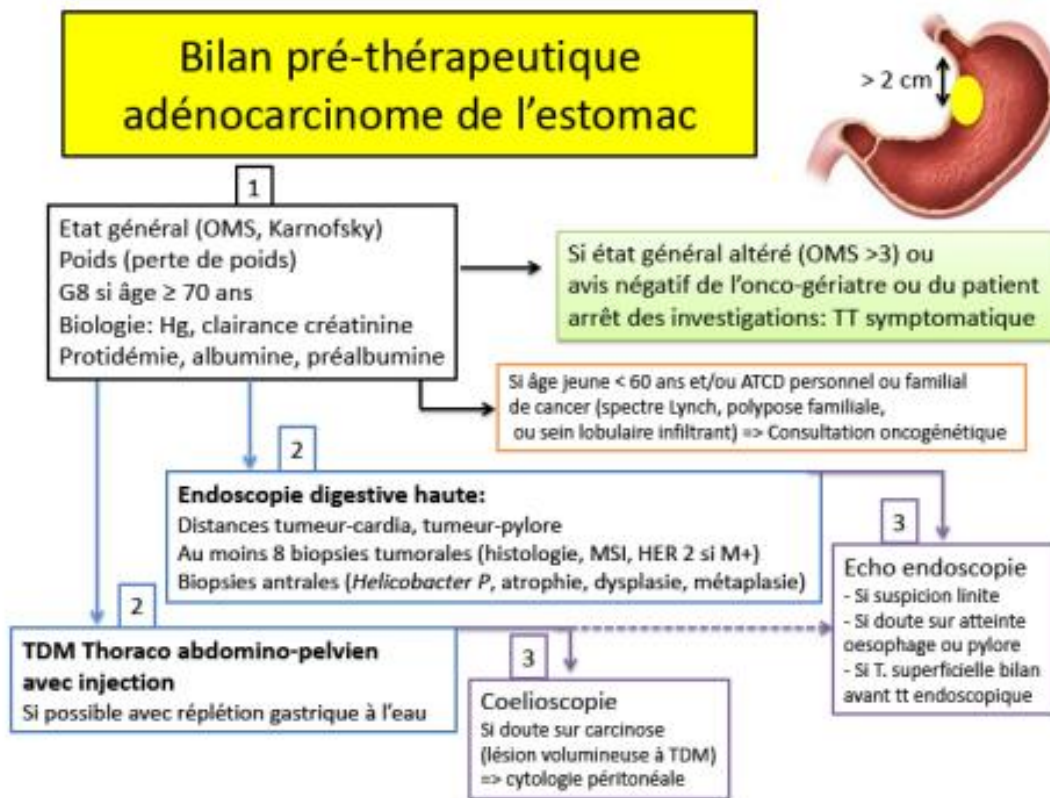 Bilan pré-thérapeutique
adénocarcinome de l'estomac
> 2 cm
1
Etat général (OMS, Karnofsky)
Poids (perte de poids)
G8 si âge ≥ 70 ans
Biologie: Hg, clairance créatinine
Protidémie, albumine, préalbumine
Si état général altéré (OMS >3) ou
avis négatif de l'onco-gériatre ou du patient
arrêt des investigations: TT symptomatique
Si âge jeune < 60 ans et/ou ATCD personnel ou familial
de cancer (spectre Lynch, polypose familiale,
ou sein lobulaire infiltrant) => Consultation oncogénétique
2
Endoscopie digestive haute:
Distances tumeur-cardia, tumeur-pylore
Au moins 8 biopsies tumorales (histologie, MSI, HER 2 si M+)
Biopsies antrales (Helicobacter P, atrophie, dysplasie, métaplasie)
3
Echo endoscopie
- Si suspicion linite
- Si doute sur atteinte
oesophage ou pylore
- Si T. superficielle bilan
avant tt endoscopique
2
TDM Thoraco abdomino-pelvien
avec injection
Si possible avec réplétion gastrique à l'eau
3
Coelioscopie
Si doute sur carcinose
(lésion volumineuse à TDM)
=> cytologie péritonéale